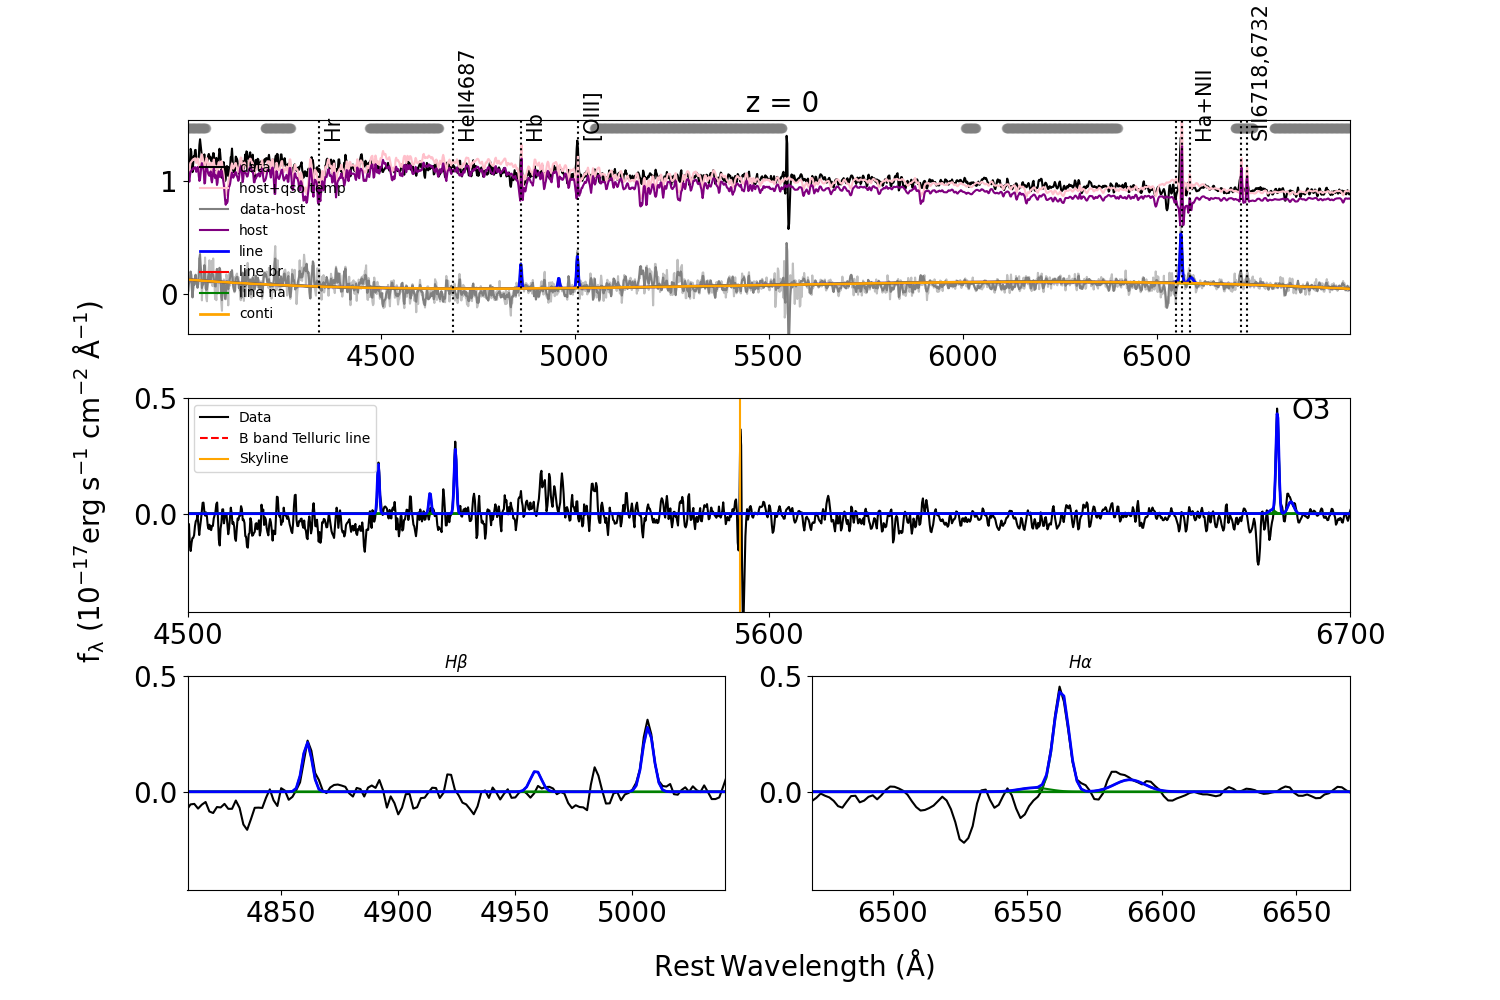 z = 0
Hr
HeII4687
Hb
[OIII]
Ha+NII
SII6718,6732
data
host+qso temp
data-host
host
line
line br
line na
conti
1
0
4500 5000 5500 6000 6500
fλ (10⁻¹⁷erg s⁻¹ cm⁻² Å⁻¹)
0.5
0.0
Data
B band Telluric line
Skyline
O3
4500 5600 6700
Hβ
0.5
0.0
4850 4900 4950 5000
Hα
0.5
0.0
6500 6550 6600 6650
Rest Wavelength (Å)